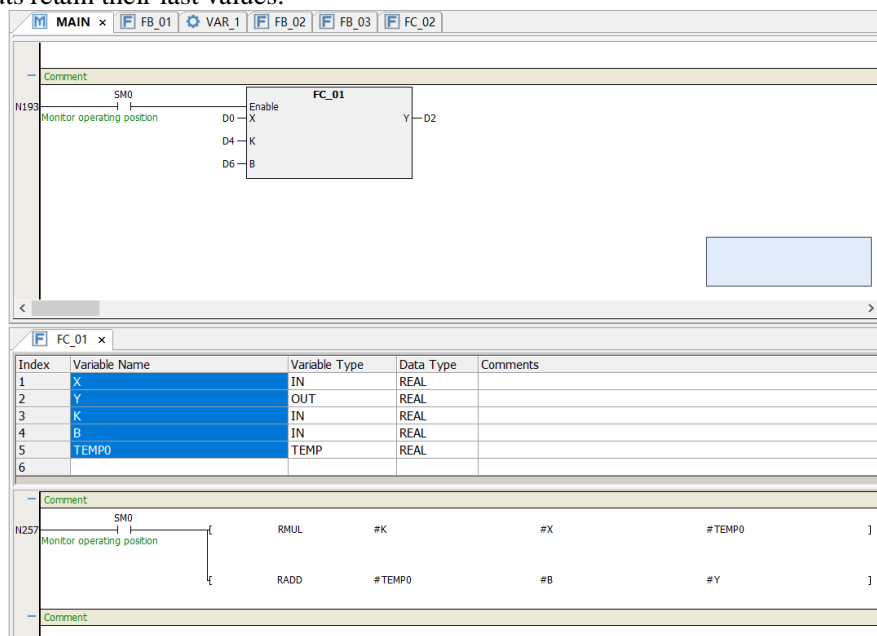 uts retain their last values.
MAIN × FB_01 VAR_1 FB_02 FB_03 FC_02
Comment
SM0 FC_01
N193 Enable
Monitor operating position D0 X Y D2
D4 K
D6 B
FC_01 ×
Index Variable Name Variable Type Data Type Comments
1 X IN REAL
2 Y OUT REAL
3 K IN REAL
4 B IN REAL
5 TEMP0 TEMP REAL
6
Comment
SM0
N257 [ RMUL #K #X #TEMP0 ]
Monitor operating position
[ RADD #TEMP0 #B #Y ]
Comment